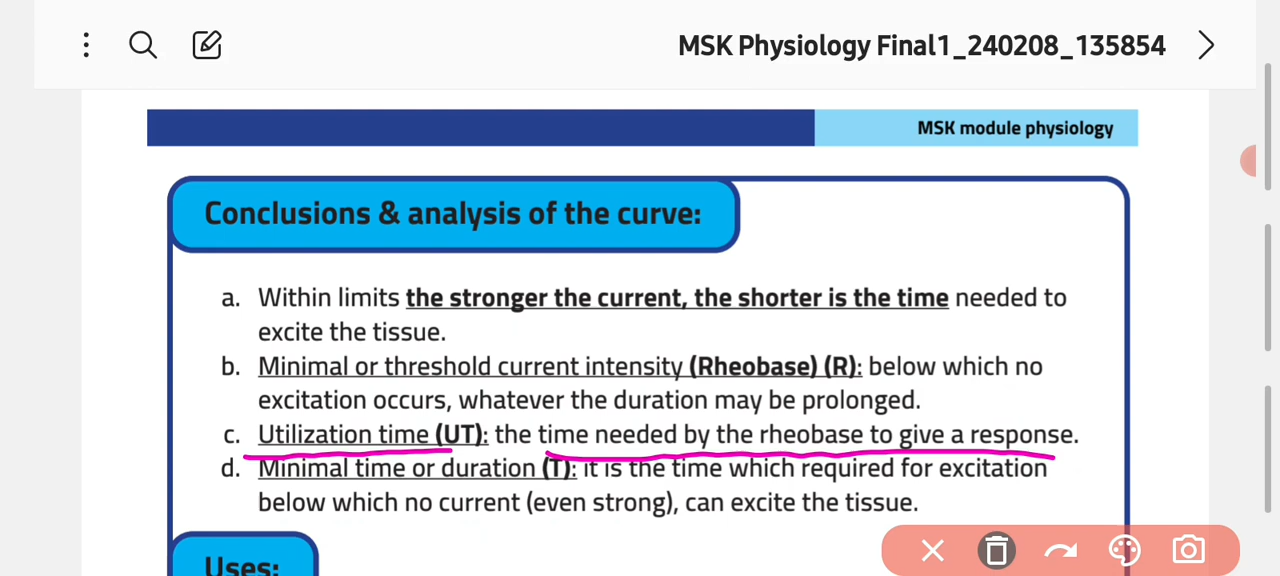 MSK Physiology Final1_240208_135854
MSK module physiology
Conclusions & analysis of the curve:
a. Within limits the stronger the current, the shorter is the time needed to
excite the tissue.
b. Minimal or threshold current intensity (Rheobase) (R): below which no
excitation occurs, whatever the duration may be prolonged.
c. Utilization time (UT): the time needed by the rheobase to give a response.
d. Minimal time or duration (T): it is the time which required for excitation
below which no current (even strong), can excite the tissue.
Uses: